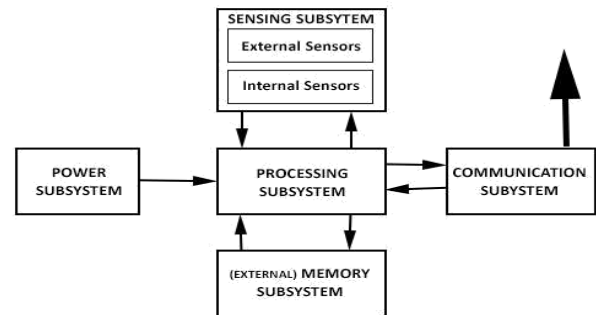 SENSING SUBSYTEM
External Sensors
Internal Sensors
POWER
SUBSYSTEM
PROCESSING
SUBSYSTEM
COMMUNICATION
SUBYSTEM
(EXTERNAL) MEMORY
SUBSYSTEM